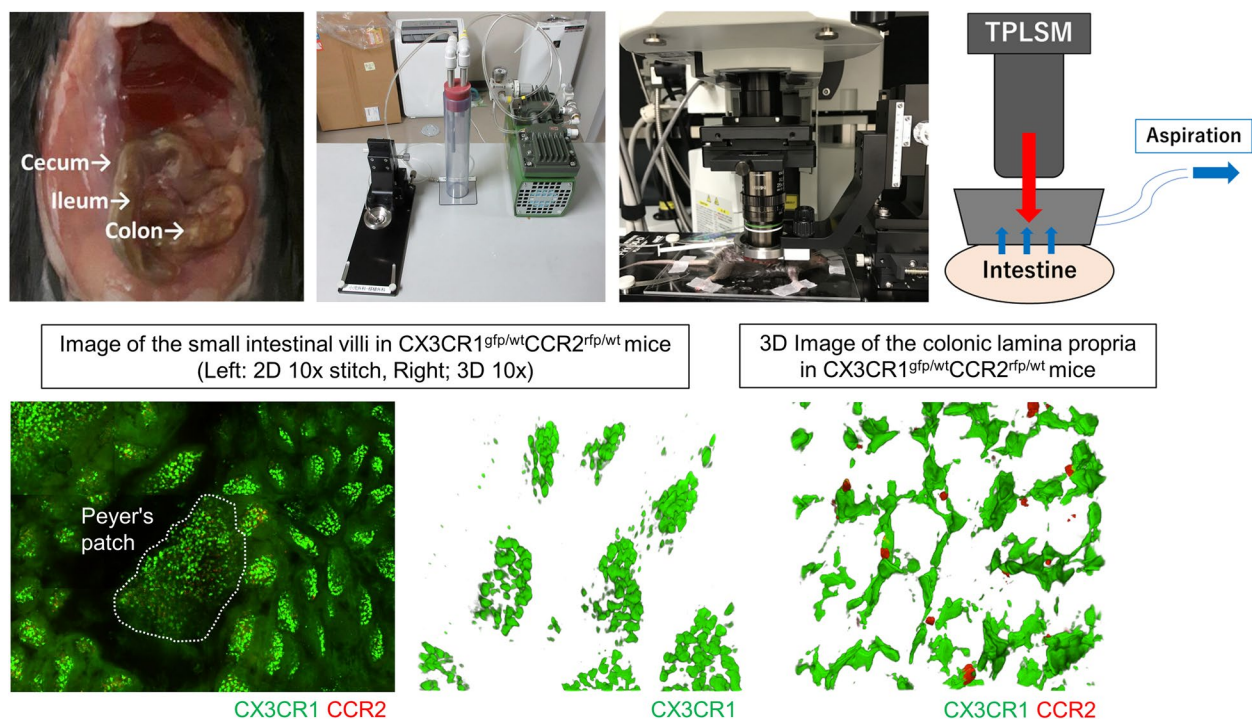 Cecum→
Ileum→
Colon→
TPLSM
Aspiration
Intestine
Image of the small intestinal villi in CX3CR1gfp/wtCCR2rfp/wt mice
(Left: 2D 10x stitch, Right; 3D 10x)
3D Image of the colonic lamina propria
in CX3CR1gfp/wtCCR2rfp/wt mice
Peyer's
patch
CX3CR1 CCR2
CX3CR1
CX3CR1 CCR2